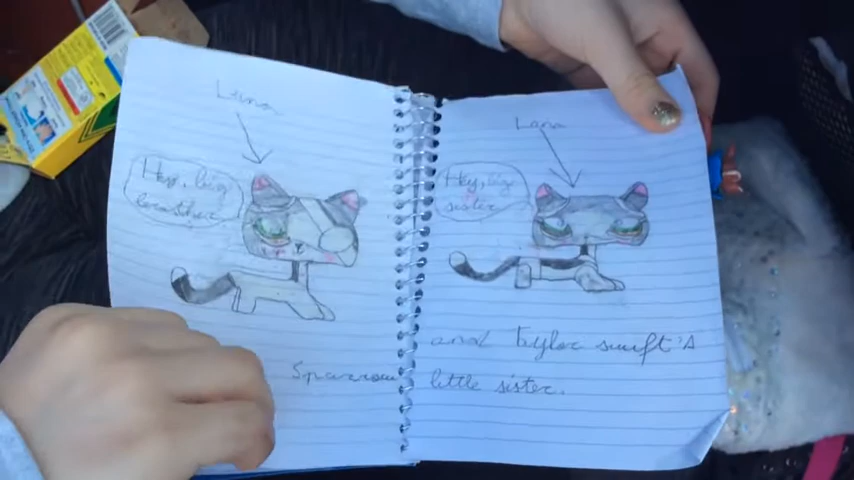 Luna
Hey, big
brother
Sparrow
Lana
Hey, big
sister
and Taylor swift's
little sister.